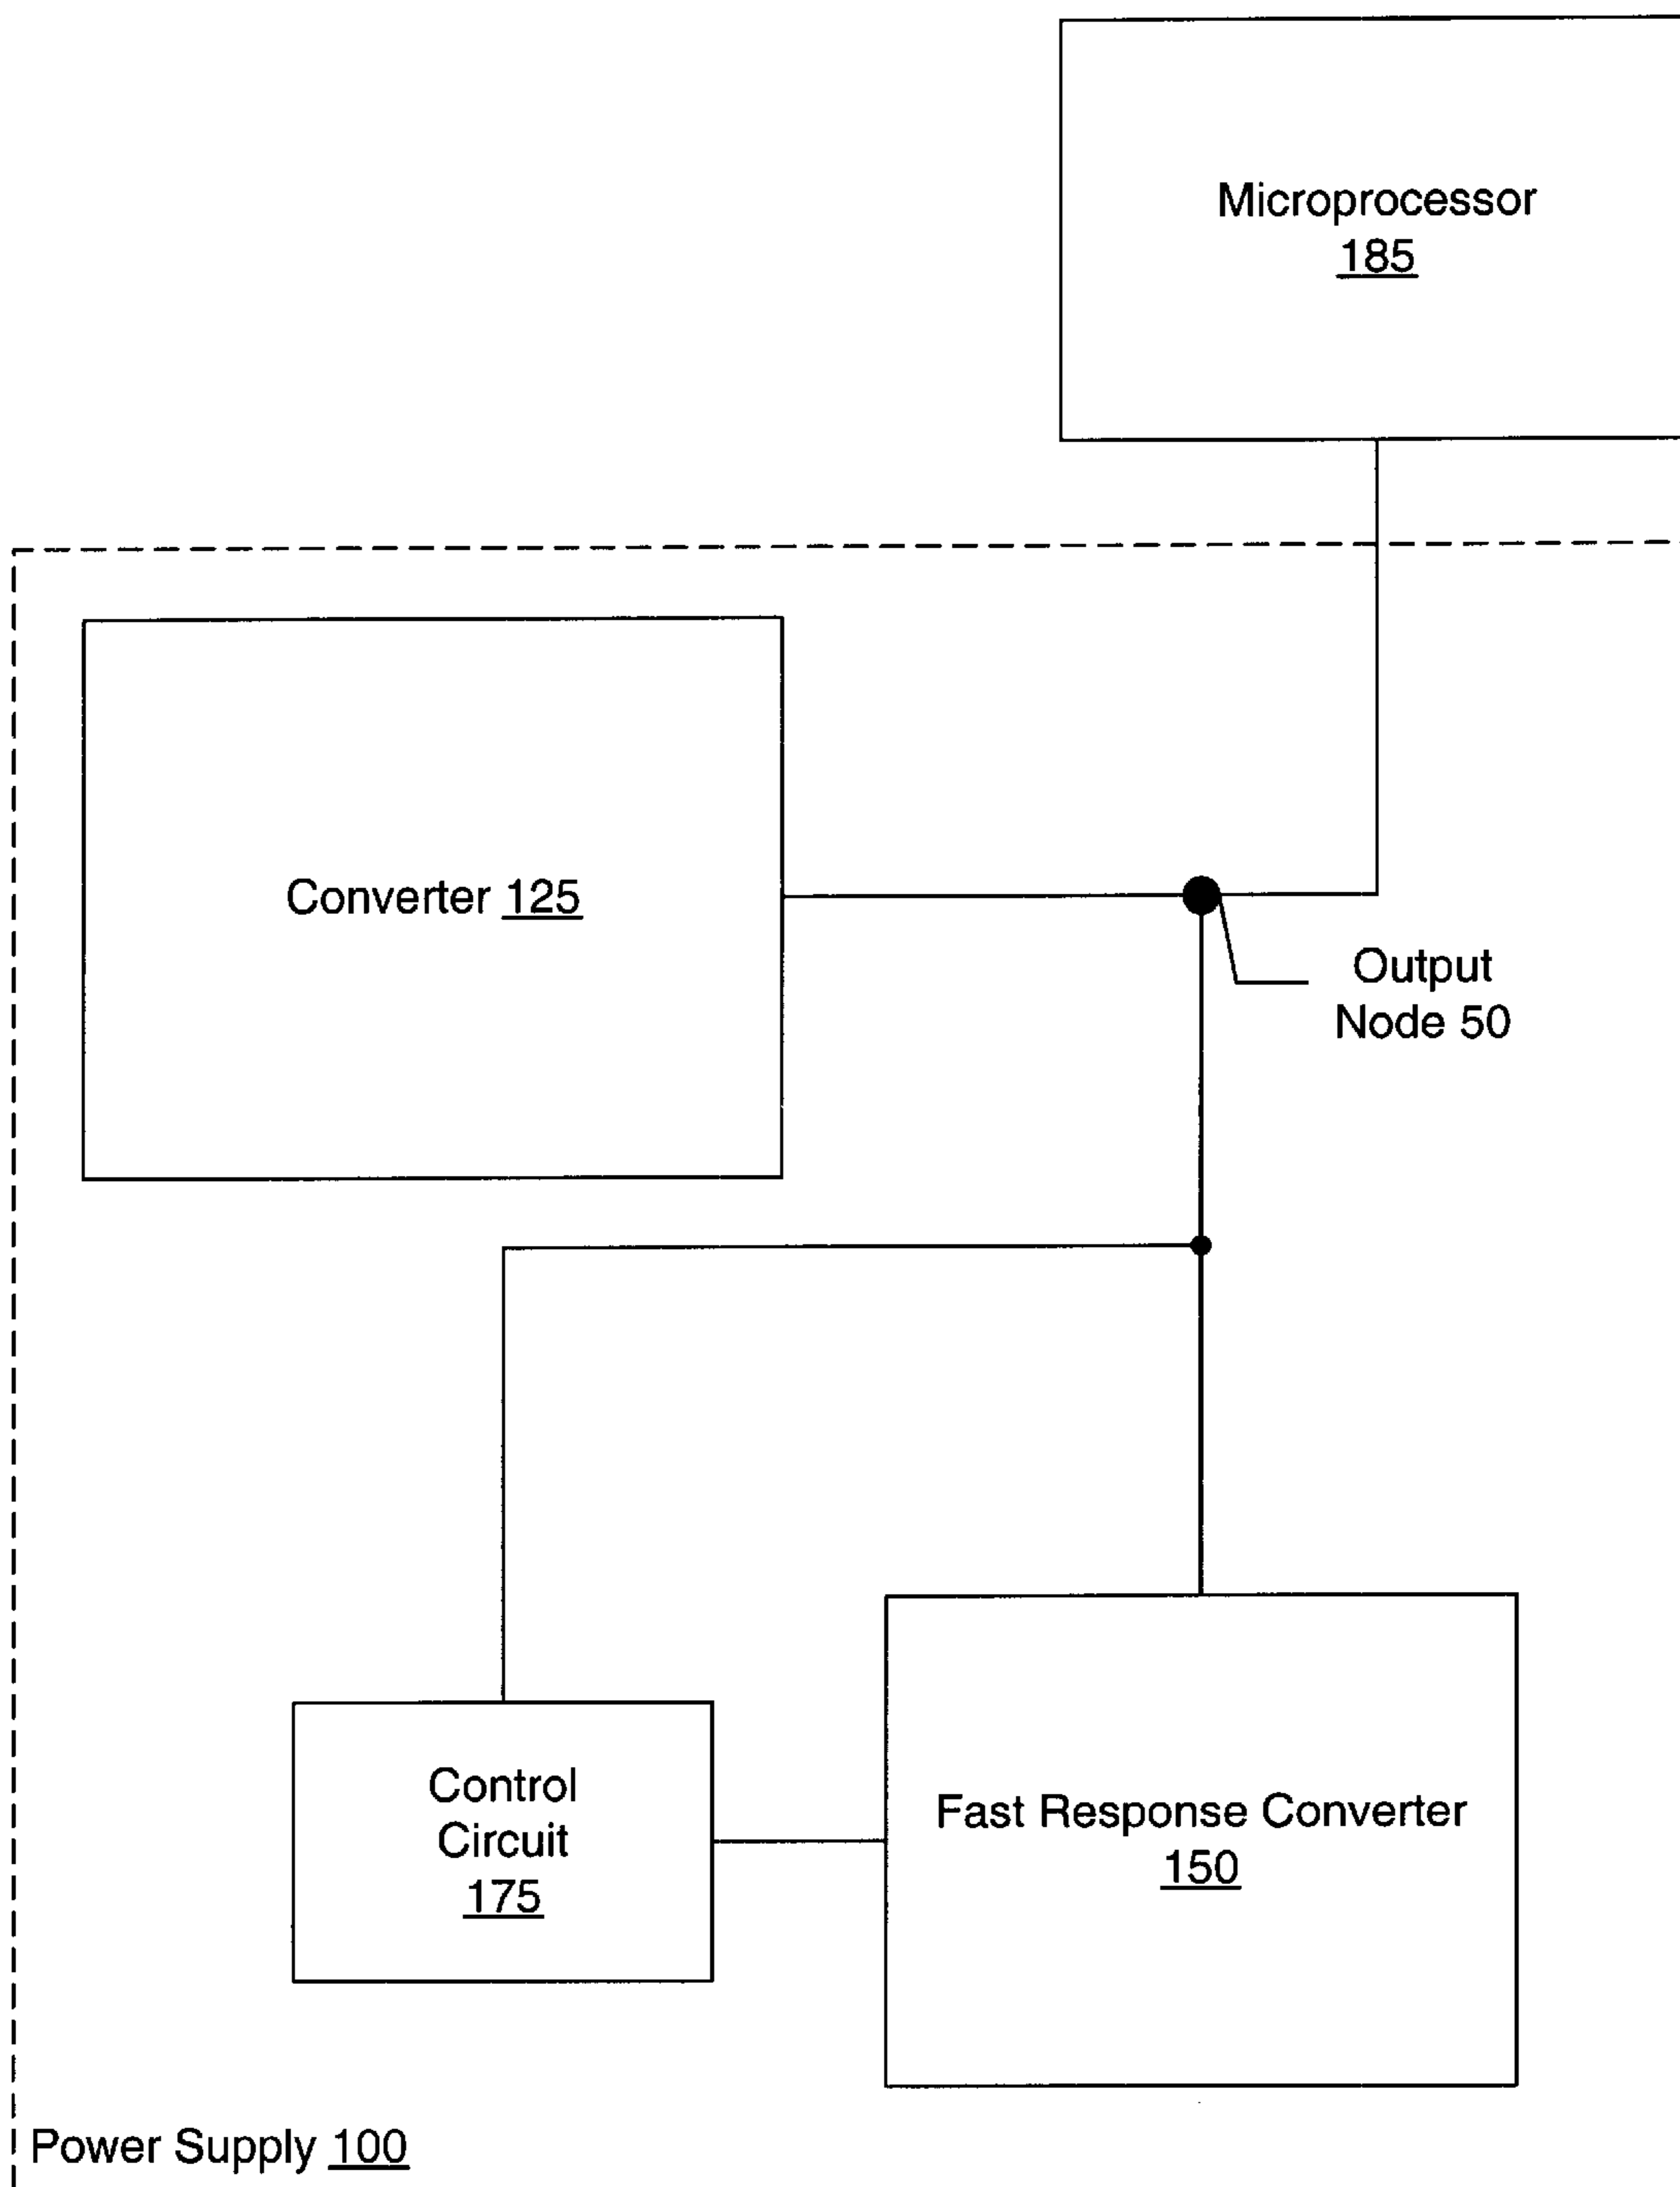 Microprocessor
185
Converter 125
Output
Node 50
Control
Circuit
175
Fast Response Converter
150
Power Supply 100